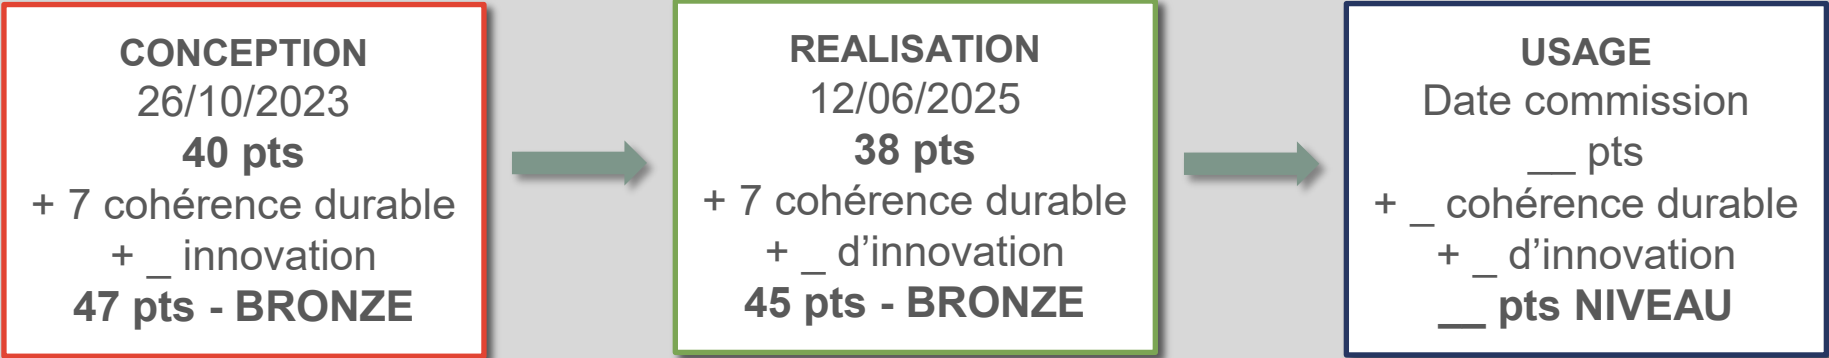 CONCEPTION
26/10/2023
40 pts
+ 7 cohérence durable
+ _ innovation
47 pts - BRONZE
REALISATION
12/06/2025
38 pts
+ 7 cohérence durable
+ _ d’innovation
45 pts - BRONZE
USAGE
Date commission
__ pts
+ _ cohérence durable
+ _ d’innovation
__ pts NIVEAU